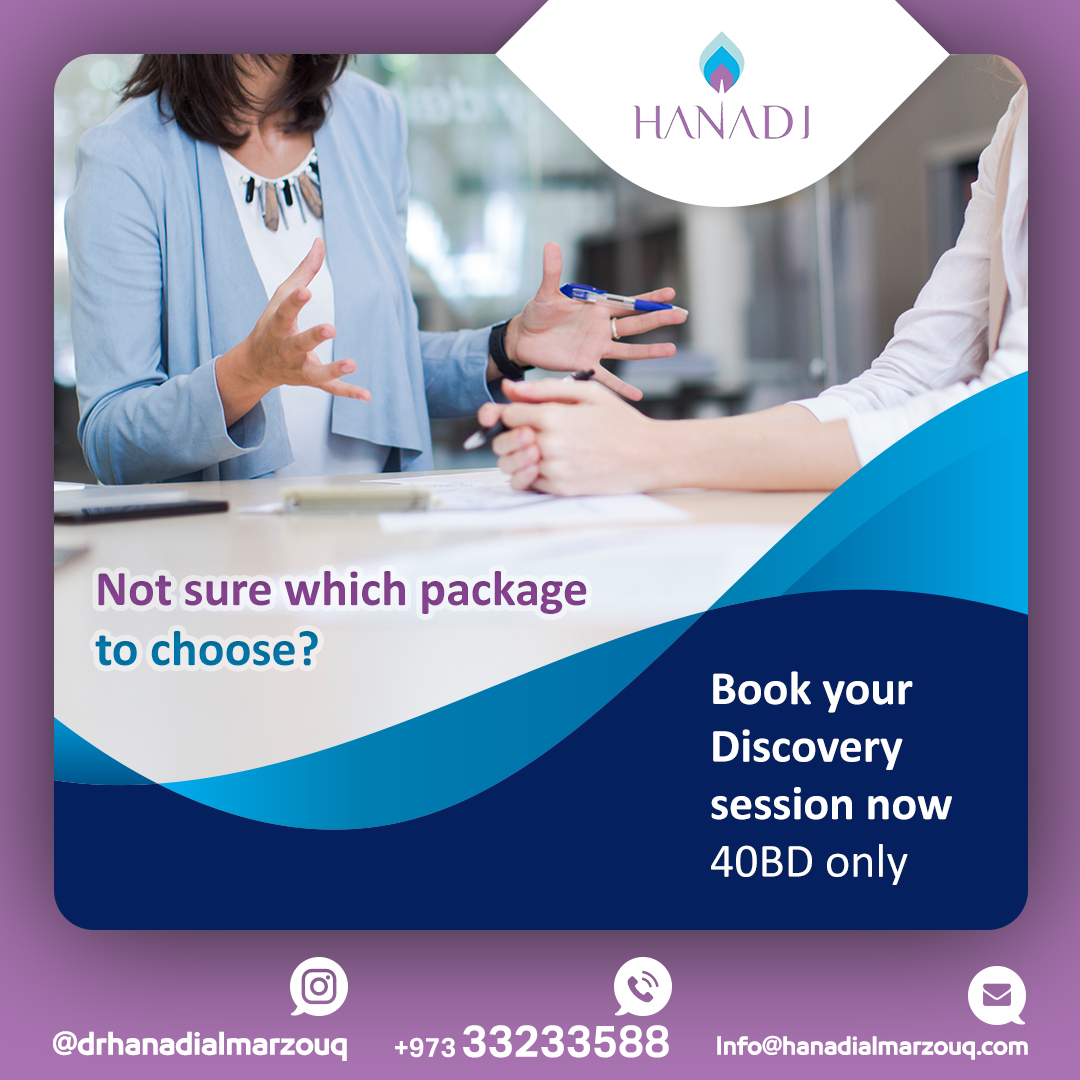 HANADI
Not sure which package
to choose?
Book your
Discovery
session now
40BD only
@drhanadialmarzouq
+973 33233588
Info@hanadialmarzouq.com